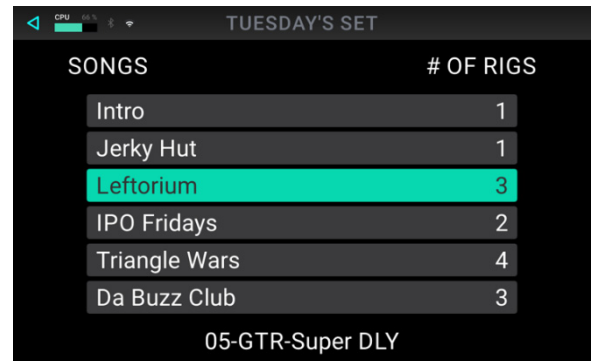 CPU 66.%
TUESDAY'S SET
SONGS # OF RIGS
Intro 1
Jerky Hut 1
Leftorium 3
IPO Fridays 2
Triangle Wars 4
Da Buzz Club 3
05-GTR-Super DLY